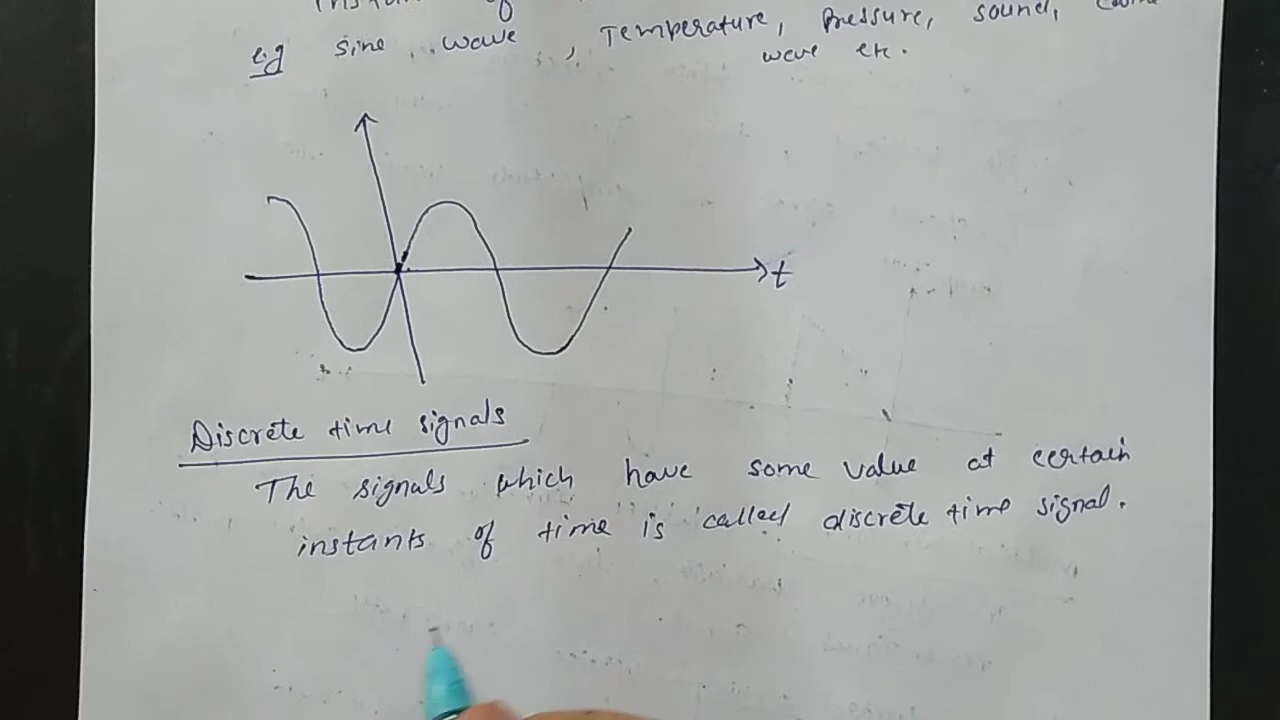 of
e.g sine wave , Temperature, Pressure, sound,
wave etc.
t
Discrete time signals
The signals which have some value at certain
instants of time is called discrete time signal.